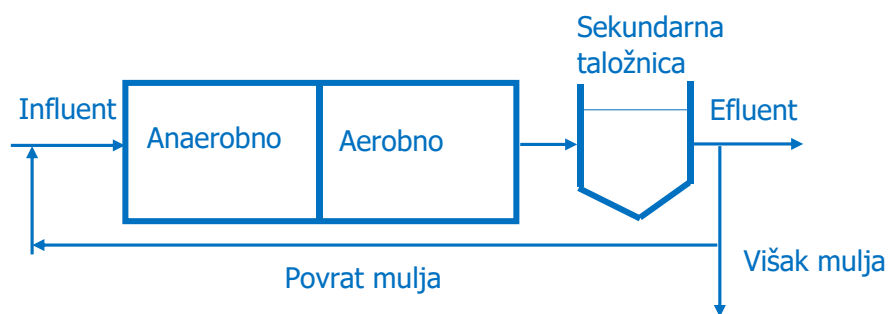 Sekundarna
taložnica
Influent
Efluent
Anaerobno
Aerobno
Višak mulja
Povrat mulja